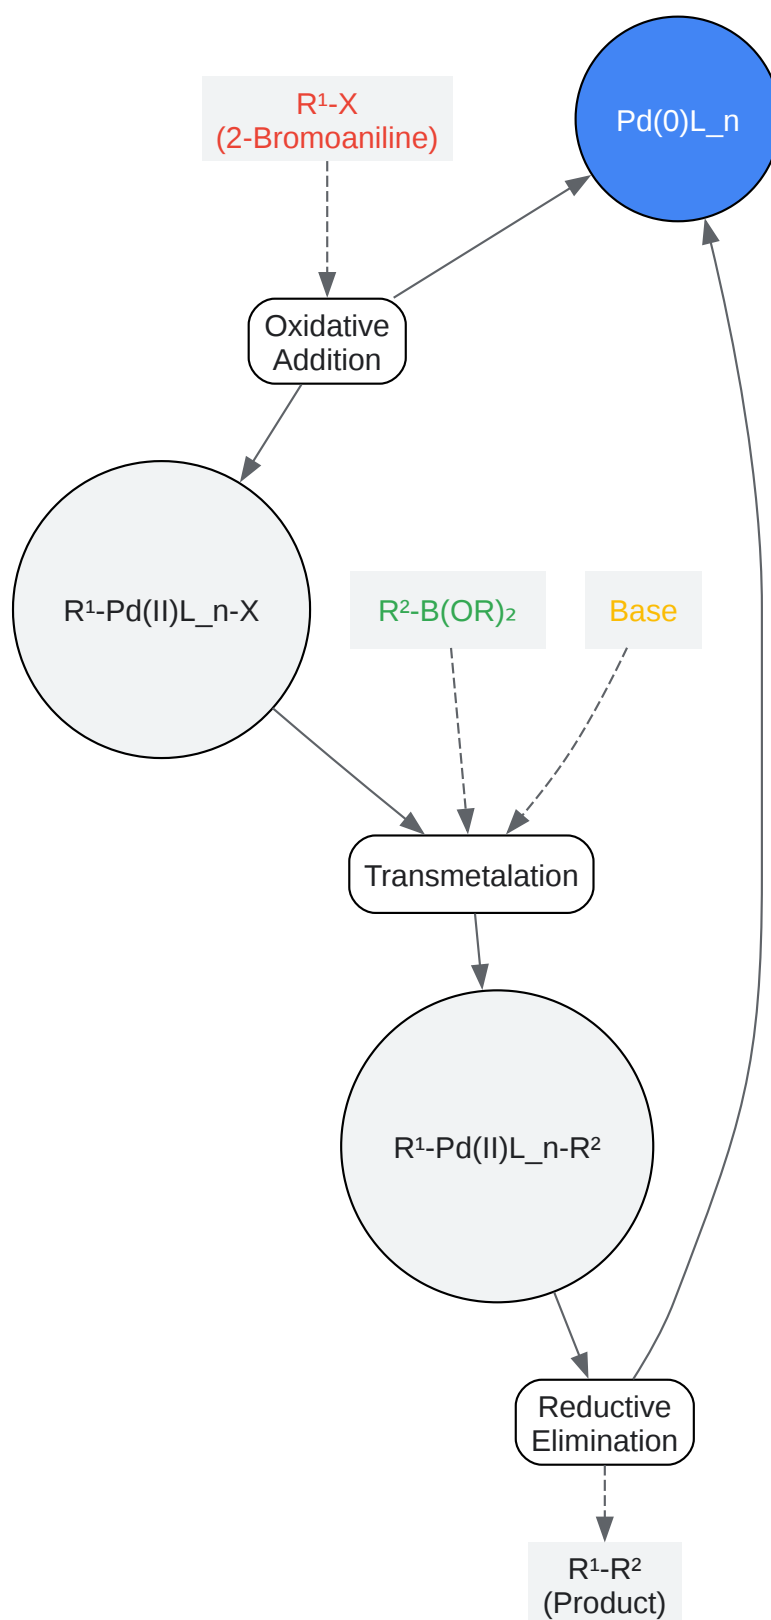 R¹-X
(2-Bromoaniline)
Pd(0)L_n
Oxidative
Addition
R¹-Pd(II)L_n-X
R²-B(OR)₂
Base
Transmetalation
R¹-Pd(II)L_n-R²
Reductive
Elimination
R¹-R²
(Product)